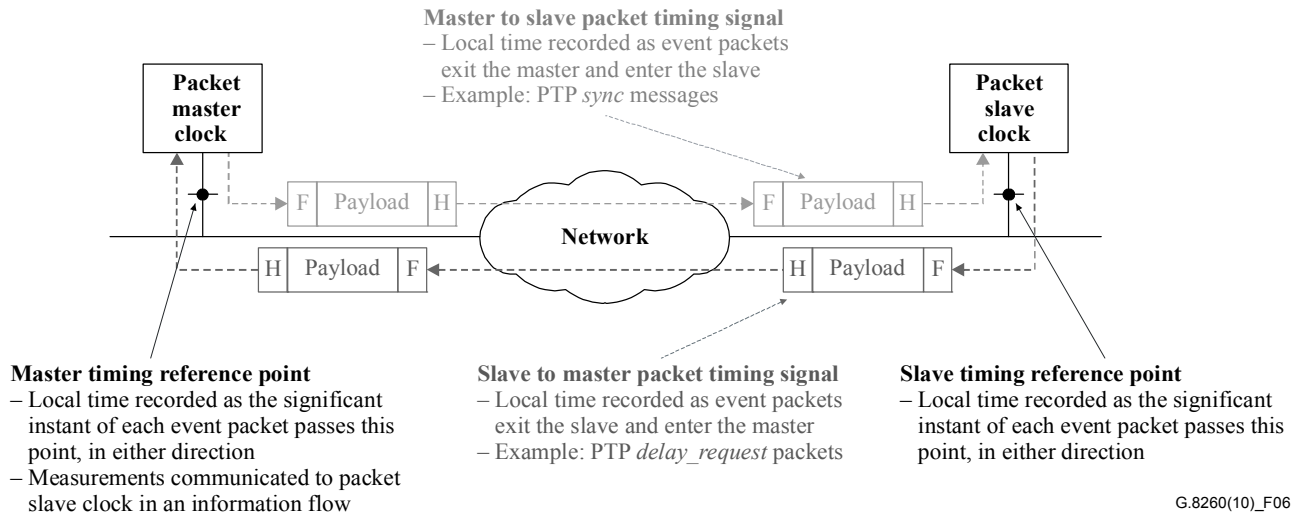 Master to slave packet timing signal
– Local time recorded as event packets
exit the master and enter the slave
– Example: PTP sync messages
Packet
master
clock
Packet
slave
clock
F Payload H
F Payload H
Network
H Payload F
H Payload F
Master timing reference point
– Local time recorded as the significant
instant of each event packet passes this
point, in either direction
– Measurements communicated to packet
slave clock in an information flow
Slave to master packet timing signal
– Local time recorded as event packets
exit the slave and enter the master
– Example: PTP delay_request packets
Slave timing reference point
– Local time recorded as the significant
instant of each event packet passes this
point, in either direction
G.8260(10)_F06